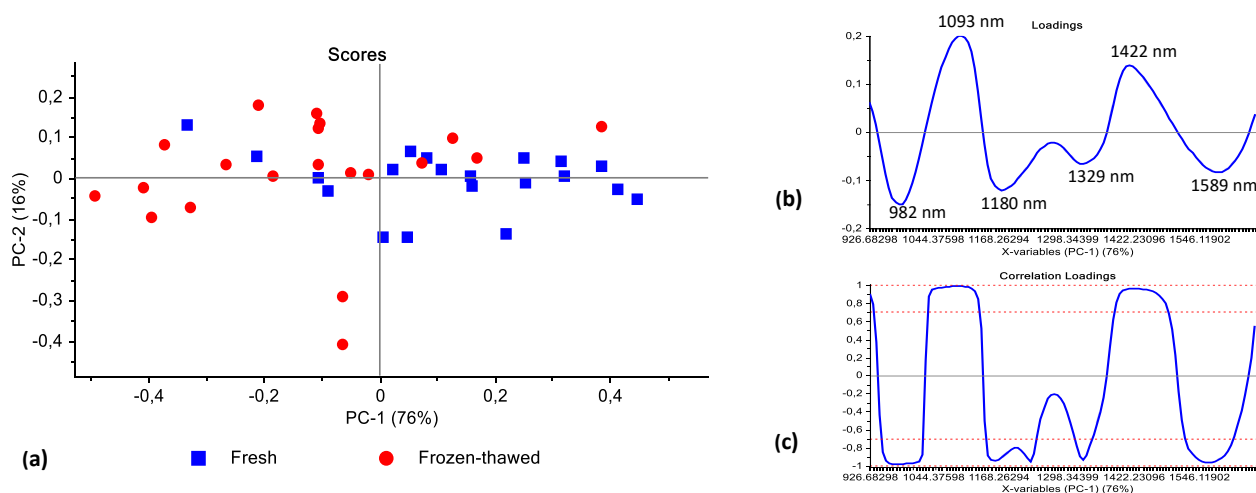 Scores
0,2
0,1
0
-0,1
-0,2
-0,3
-0,4
PC-2 (16%)
-0,4 -0,2 0 0,2 0,4
PC-1 (76%)
(a) Fresh Frozen-thawed
1093 nm
Loadings
1422 nm
0,2
0,1
0
-0,1
-0,2
982 nm 1180 nm 1329 nm 1589 nm
926.68298 1044.37598 1168.26294 1298.34399 1422.23096 1546.11902
X-variables (PC-1) (76%)
(b)
Correlation Loadings
1
0,8
0,6
0,4
0,2
0
-0,2
-0,4
-0,6
-0,8
-1
926.68298 1044.37598 1168.26294 1298.34399 1422.23096 1546.11902
X-variables (PC-1) (76%)
(c)